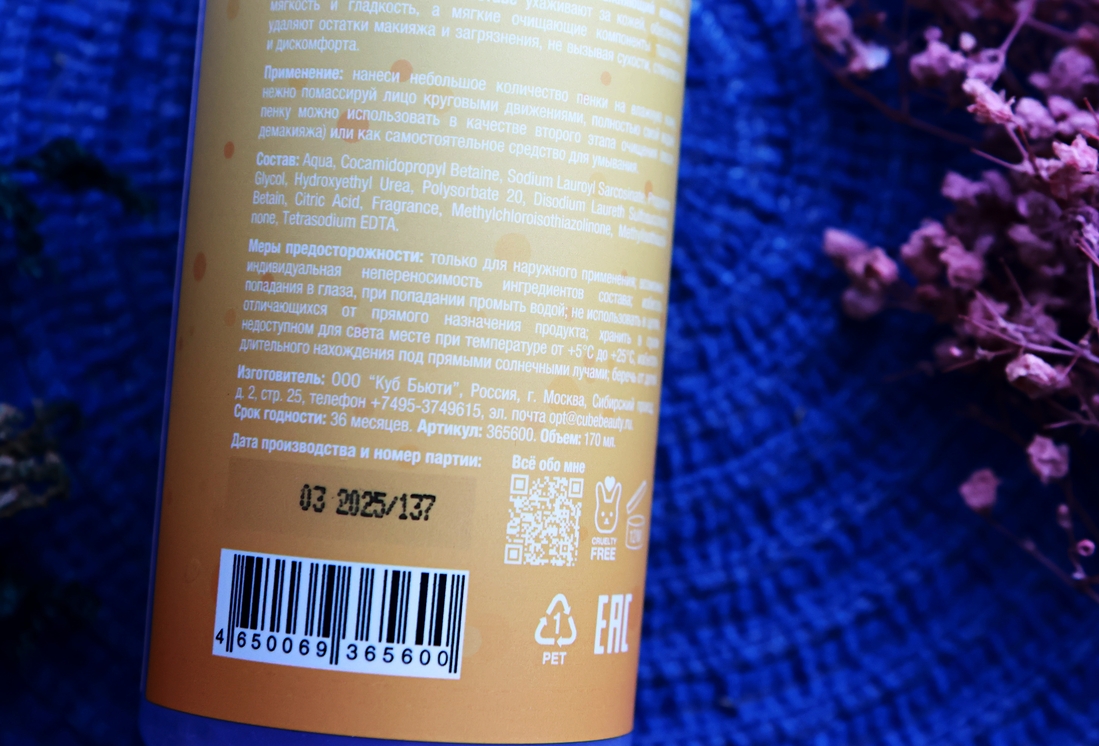 ухаживают за кожей,
мягкость и гладкость, а мягкие очищающие
удаляют остатки макияжа и загрязнения, не вызывая сухости,
и дискомфорта.
Применение: нанеси небольшое количество пенки на
нежно помассируй лицо круговыми движениями, полностью
пенку можно использовать в качестве второго этапа очищения
демакияжа) или как самостоятельное средство для умывания.
Состав: Aqua, Cocamidopropyl Betaine, Sodium Lauroyl Sarcosinate,
Glycol, Hydroxyethyl Urea, Polysorbate 20, Disodium Laureth
Betain, Citric Acid, Fragrance, Methylchloroisothiazolinone,
none, Tetrasodium EDTA.
Меры предосторожности: только для наружного применения;
индивидуальная непереносимость ингредиентов состава;
попадания в глаза, при попадании промыть водой; не использовать в
отличающихся от прямого назначения продукта; хранить в
недоступном для света месте при температуре от +5°C до +25°C,
длительного нахождения под прямыми солнечными лучами; беречь от
Изготовитель: ООО "Куб Бьюти", Россия, г. Москва, Сибирский
д. 2, стр. 25, телефон +7495-3749615, эл. почта opt@cubebeauty.ru.
Срок годности: 36 месяцев. Артикул: 365600. Объем: 170 мл.
Дата производства и номер партии:
Всё обо мне
03 2025/137
CRUELTY
FREE
12M
4 650069 365600
1
PET
EAC